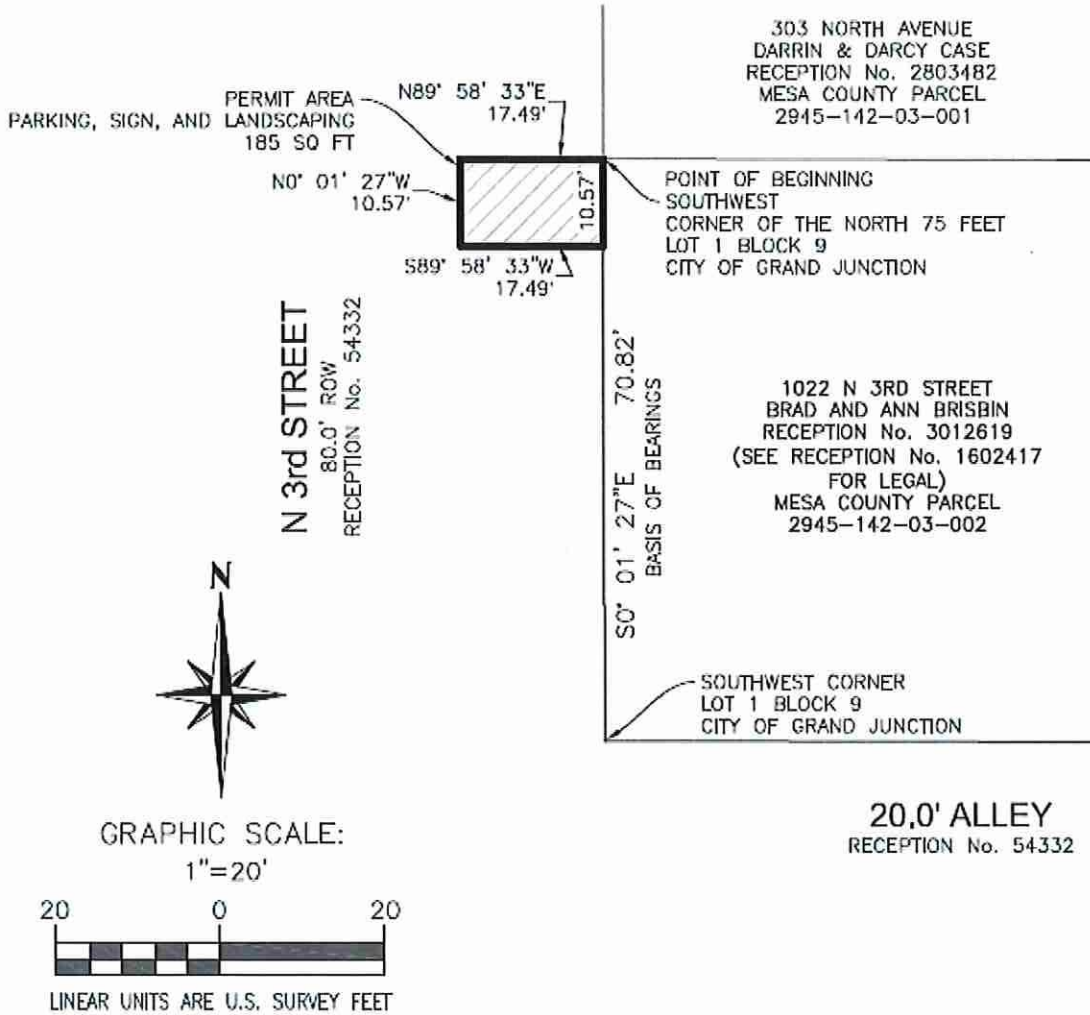 303 NORTH AVENUE
DARRIN & DARCY CASE
RECEPTION No. 2803482
MESA COUNTY PARCEL
2945-142-03-001
PERMIT AREA
PARKING, SIGN, AND LANDSCAPING
185 SQ FT
N89° 58' 33"E
17.49'
N0° 01' 27"W
10.57'
10.57'
POINT OF BEGINNING
SOUTHWEST
CORNER OF THE NORTH 75 FEET
LOT 1 BLOCK 9
CITY OF GRAND JUNCTION
S89° 58' 33"W
17.49'
N 3rd STREET
80.0' ROW
RECEPTION No. 54332
S0° 01' 27"E 70.82'
BASIS OF BEARINGS
1022 N 3RD STREET
BRAD AND ANN BRISBIN
RECEPTION No. 3012619
(SEE RECEPTION No. 1602417
FOR LEGAL)
MESA COUNTY PARCEL
2945-142-03-002
N
SOUTHWEST CORNER
LOT 1 BLOCK 9
CITY OF GRAND JUNCTION
20.0' ALLEY
RECEPTION No. 54332
GRAPHIC SCALE:
1"=20'
20 0 20
LINEAR UNITS ARE U.S. SURVEY FEET